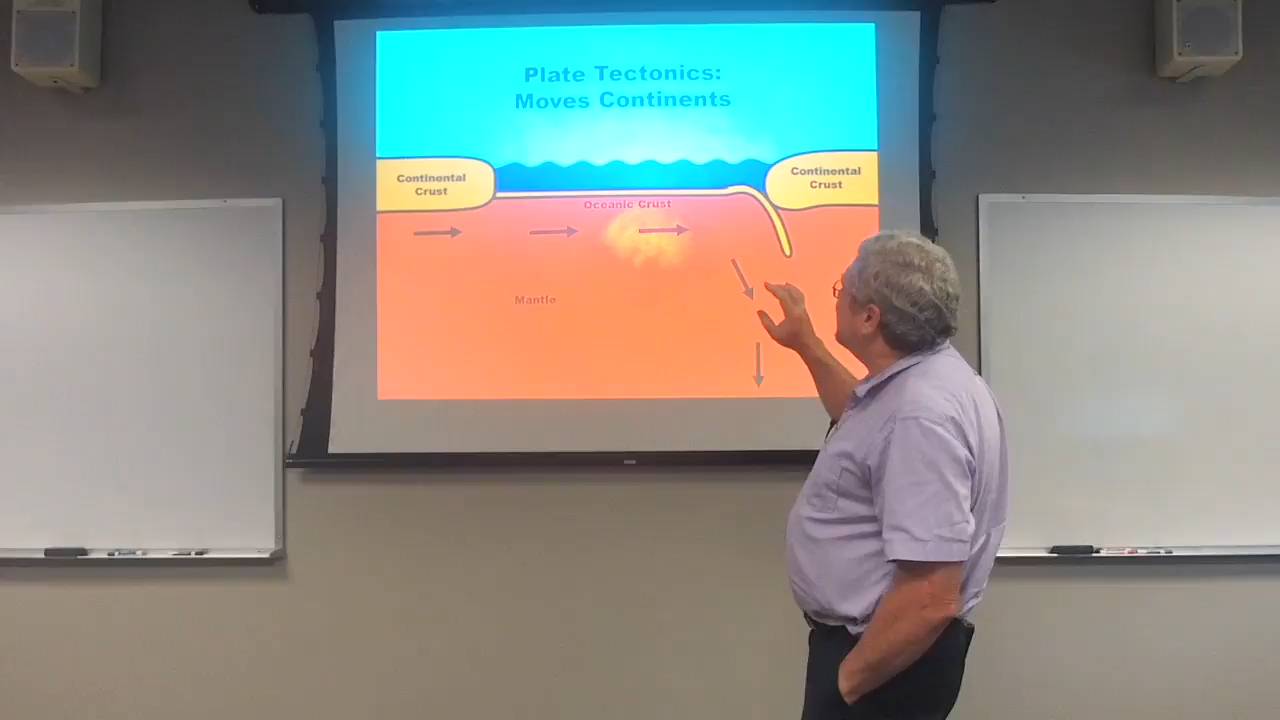 Plate Tectonics:
Moves Continents
Continental
Crust
Continental
Crust
Oceanic Crust
Mantle